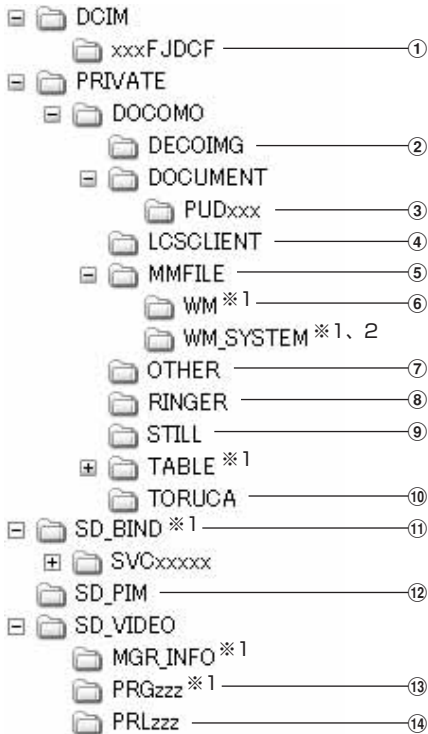 DCIM
xxxFJDCF ①
PRIVATE
DOCOMO
DECOIMG ②
DOCUMENT
PUDxxx ③
LCSCLIENT ④
MMFILE ⑤
WM ※1 ⑥
WM_SYSTEM ※1、2
OTHER ⑦
RINGER ⑧
STILL ⑨
TABLE ※1
TORUCA ⑩
SD_BIND ※1 ⑪
SVCxxxxx
SD_PIM ⑫
SD_VIDEO
MGR_INFO ※1
PRGzzz ※1 ⑬
PRLzzz ⑭